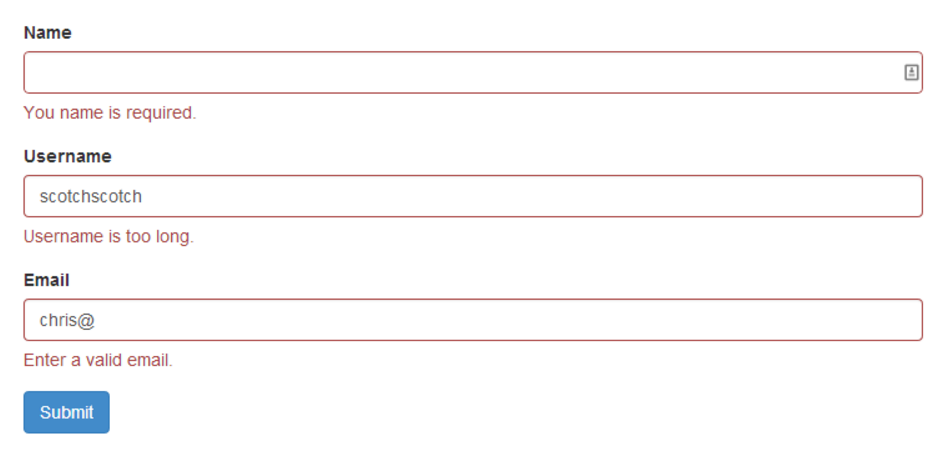 Name
You name is required.
Username
scotchscotch
Username is too long.
Email
chris@
Enter a valid email.
Submit